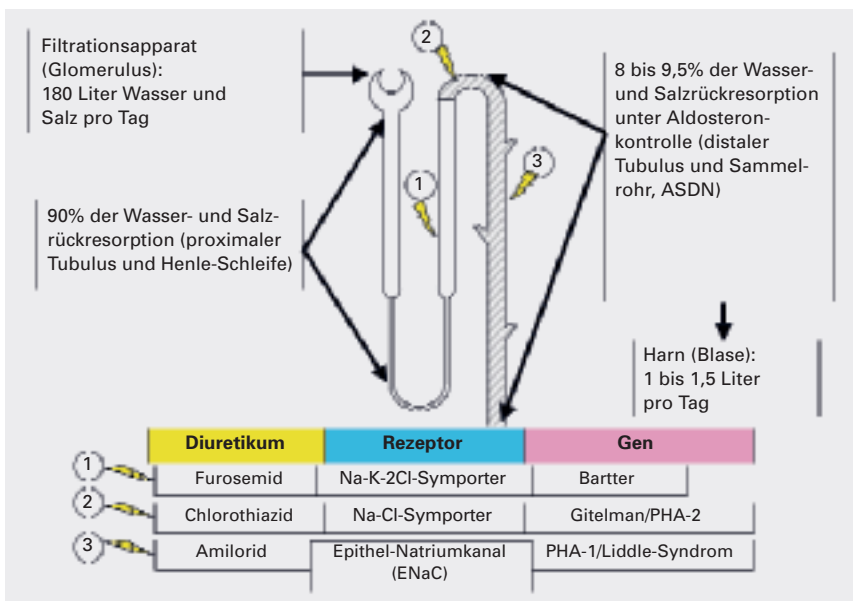 Filtrationsapparat
(Glomerulus):
180 Liter Wasser und
Salz pro Tag
90% der Wasser- und Salz-
rückresorption (proximaler
Tubulus und Henle-Schleife)
2
1
3
8 bis 9,5% der Wasser-
und Salzrückresorption
unter Aldosteron-
kontrolle (distaler
Tubulus und Sammel-
rohr, ASDN)
Harn (Blase):
1 bis 1,5 Liter
pro Tag
Diuretikum Rezeptor Gen
1 Furosemid Na-K-2Cl-Symporter Bartter
2 Chlorothiazid Na-Cl-Symporter Gitelman/PHA-2
3 Amilorid Epithel-Natriumkanal PHA-1/Liddle-Syndrom
(ENaC)